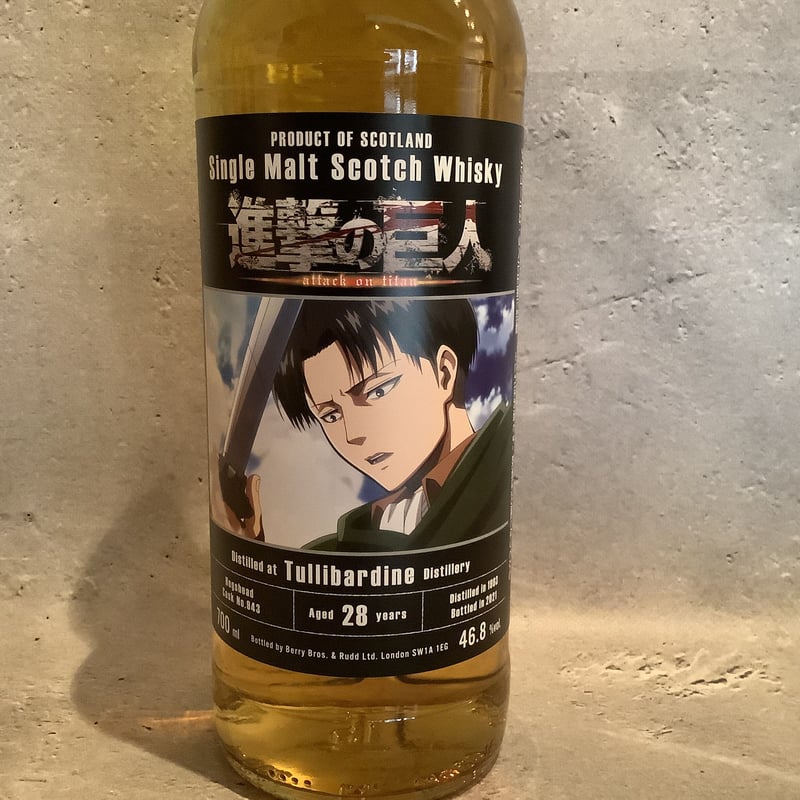 PRODUCT OF SCOTLAND
Single Malt Scotch Whisky
進撃の巨人
attack on titan
Distilled at Tullibardine Distillery
Hogshead
Cask No.943
Aged 28 years
Distilled in 1993
Bottled in 2021
700 ml
Bottled by Berry Bros. & Rudd Ltd. London SW1A 1EG
46.8 %vol.